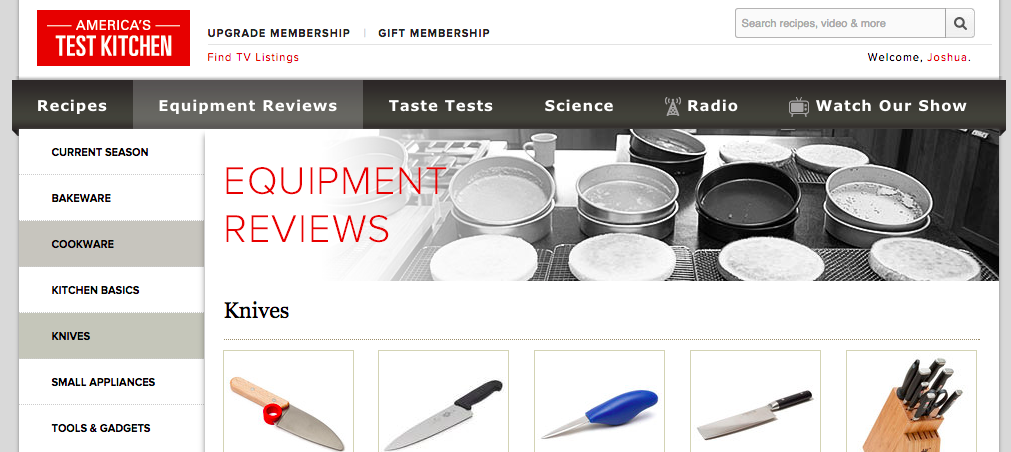 AMERICA'S
TEST KITCHEN
UPGRADE MEMBERSHIP | GIFT MEMBERSHIP
Find TV Listings
Search recipes, video & more
Welcome, Joshua.
Recipes Equipment Reviews Taste Tests Science Radio Watch Our Show
CURRENT SEASON
BAKEWARE
COOKWARE
KITCHEN BASICS
KNIVES
SMALL APPLIANCES
TOOLS & GADGETS
EQUIPMENT
REVIEWS
Knives